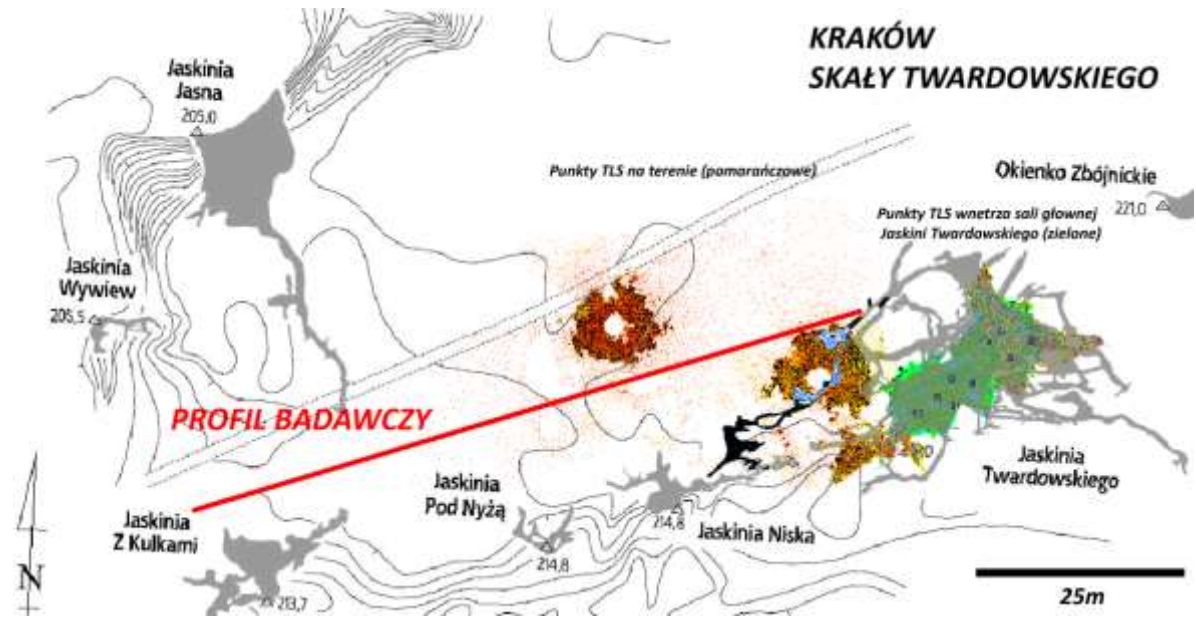 KRAKÓW
SKAŁY TWARDOWSKIEGO
Jaskinia
Jasna
205,0
Punkty TLS na terenie (pomarańczowe)
Okienko Zbójnickie
221,0
Punkty TLS wnetrza sali głownej
Jaskini Twardowskiego (zielone)
Jaskinia
Wywiew
206,5
PROFIL BADAWCZY
Jaskinia
Twardowskiego
Jaskinia
Pod Nyżą
214,8
Jaskinia Niska
Jaskinia
Z Kulkami
214,8
213,7
N
25m